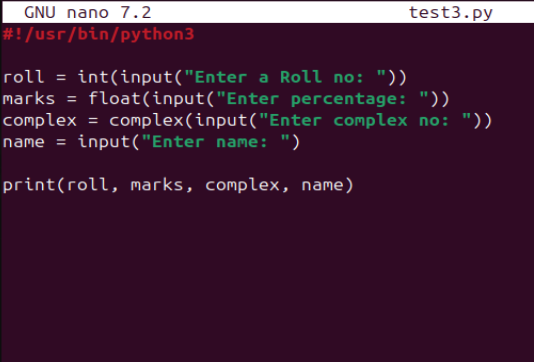 GNU nano 7.2 test3.py
#!/usr/bin/python3
roll = int(input("Enter a Roll no: "))
marks = float(input("Enter percentage: "))
complex = complex(input("Enter complex no: "))
name = input("Enter name: ")
print(roll, marks, complex, name)